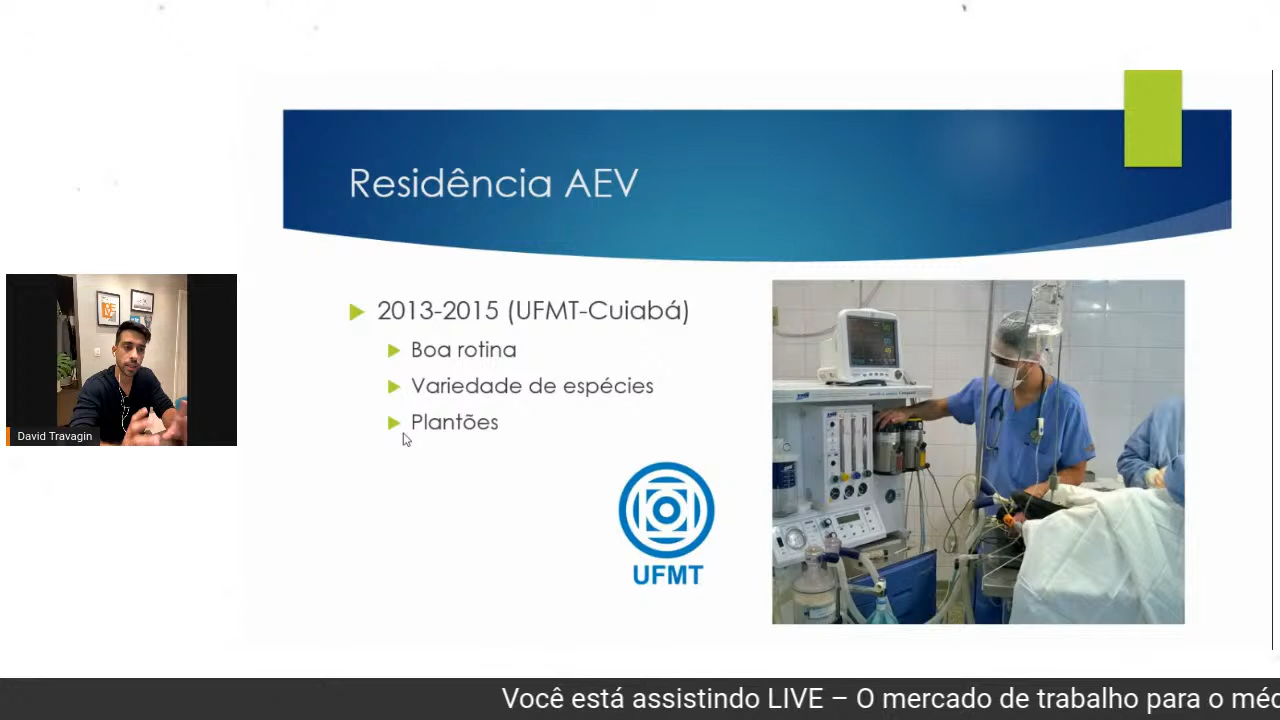 Residência AEV
2013-2015 (UFMT-Cuiabá)
Boa rotina
Variedade de espécies
Plantões
UFMT
David Travagin
Você está assistindo LIVE – O mercado de trabalho para o méd